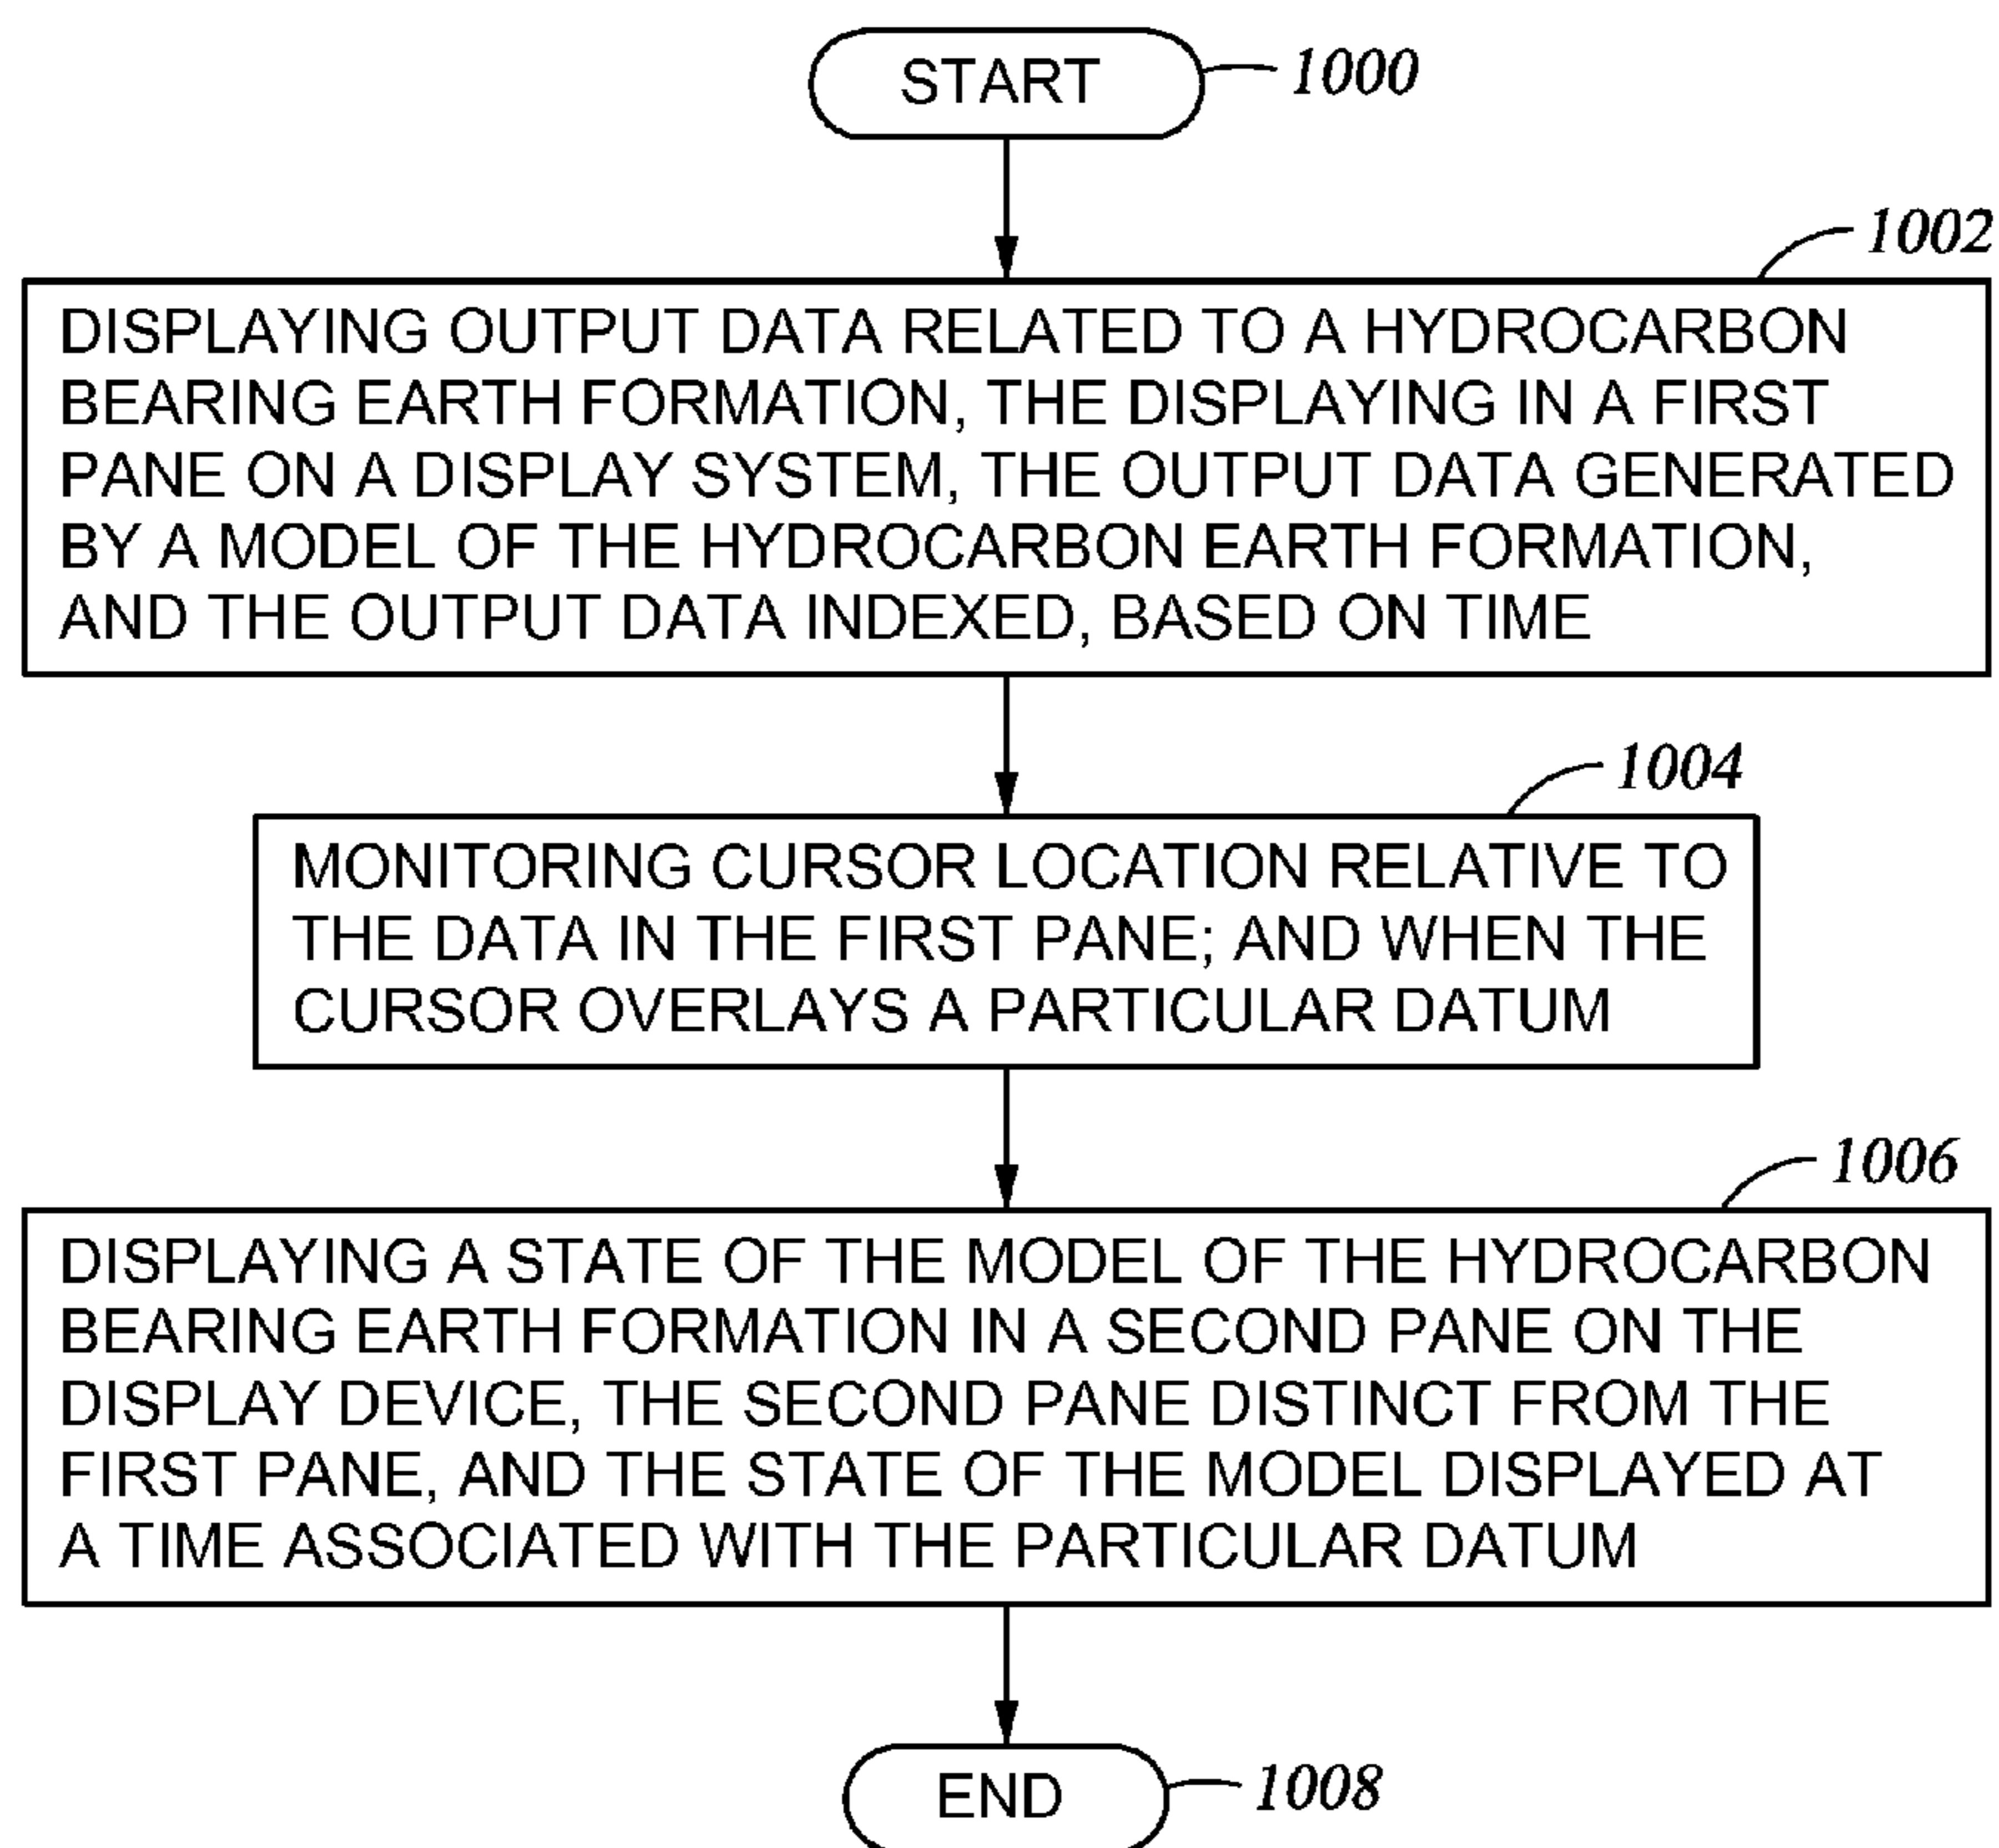 START
1000
1002
DISPLAYING OUTPUT DATA RELATED TO A HYDROCARBON
BEARING EARTH FORMATION, THE DISPLAYING IN A FIRST
PANE ON A DISPLAY SYSTEM, THE OUTPUT DATA GENERATED
BY A MODEL OF THE HYDROCARBON EARTH FORMATION,
AND THE OUTPUT DATA INDEXED, BASED ON TIME
1004
MONITORING CURSOR LOCATION RELATIVE TO
THE DATA IN THE FIRST PANE; AND WHEN THE
CURSOR OVERLAYS A PARTICULAR DATUM
1006
DISPLAYING A STATE OF THE MODEL OF THE HYDROCARBON
BEARING EARTH FORMATION IN A SECOND PANE ON THE
DISPLAY DEVICE, THE SECOND PANE DISTINCT FROM THE
FIRST PANE, AND THE STATE OF THE MODEL DISPLAYED AT
A TIME ASSOCIATED WITH THE PARTICULAR DATUM
END
1008